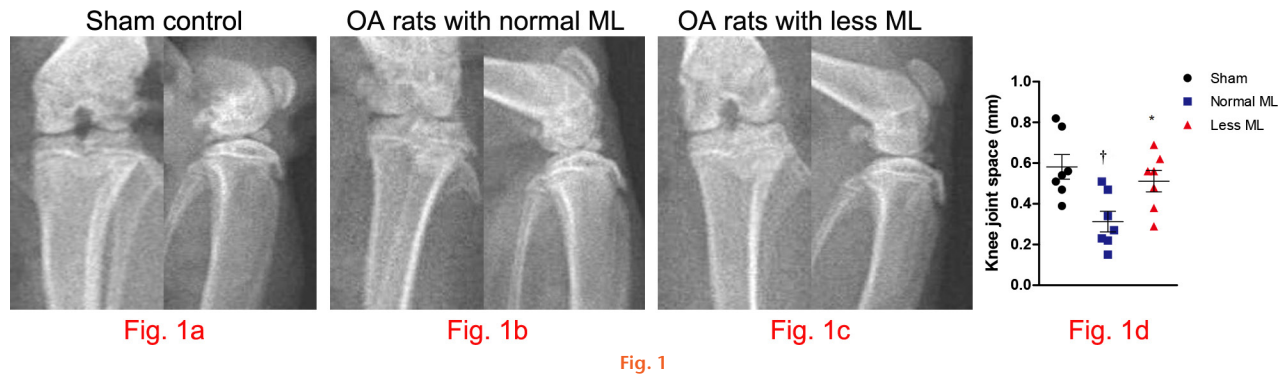 Sham control
OA rats with normal ML
OA rats with less ML
Fig. 1a
Fig. 1b
Fig. 1c
Knee joint space (mm)
1.0
0.8
0.6
0.4
0.2
0.0
†
*
Sham
Normal ML
Less ML
Fig. 1d
Fig. 1